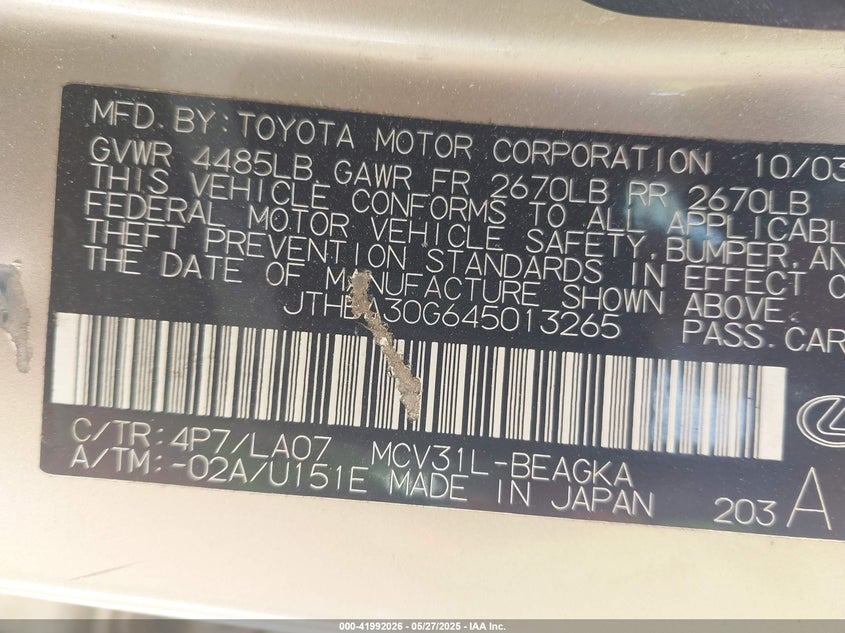 MFD. BY: TOYOTA MOTOR CORPORATION 10/03
GVWR 4485LB GAWR FR 2670LB RR 2670LB
THIS VEHICLE CONFORMS TO ALL APPLICABL
FEDERAL MOTOR VEHICLE SAFETY, BUMPER, AN
THEFT PREVENTION STANDARDS IN EFFECT O
THE DATE OF MANUFACTURE SHOWN ABOVE.
PASS. CAR
C/TR: 4P7/LA07 MCV31L-BEAGKA
A/TM: -02A/U151E MADE IN JAPAN 203 A
000-41992026 - 05/27/2025 - IAA Inc.